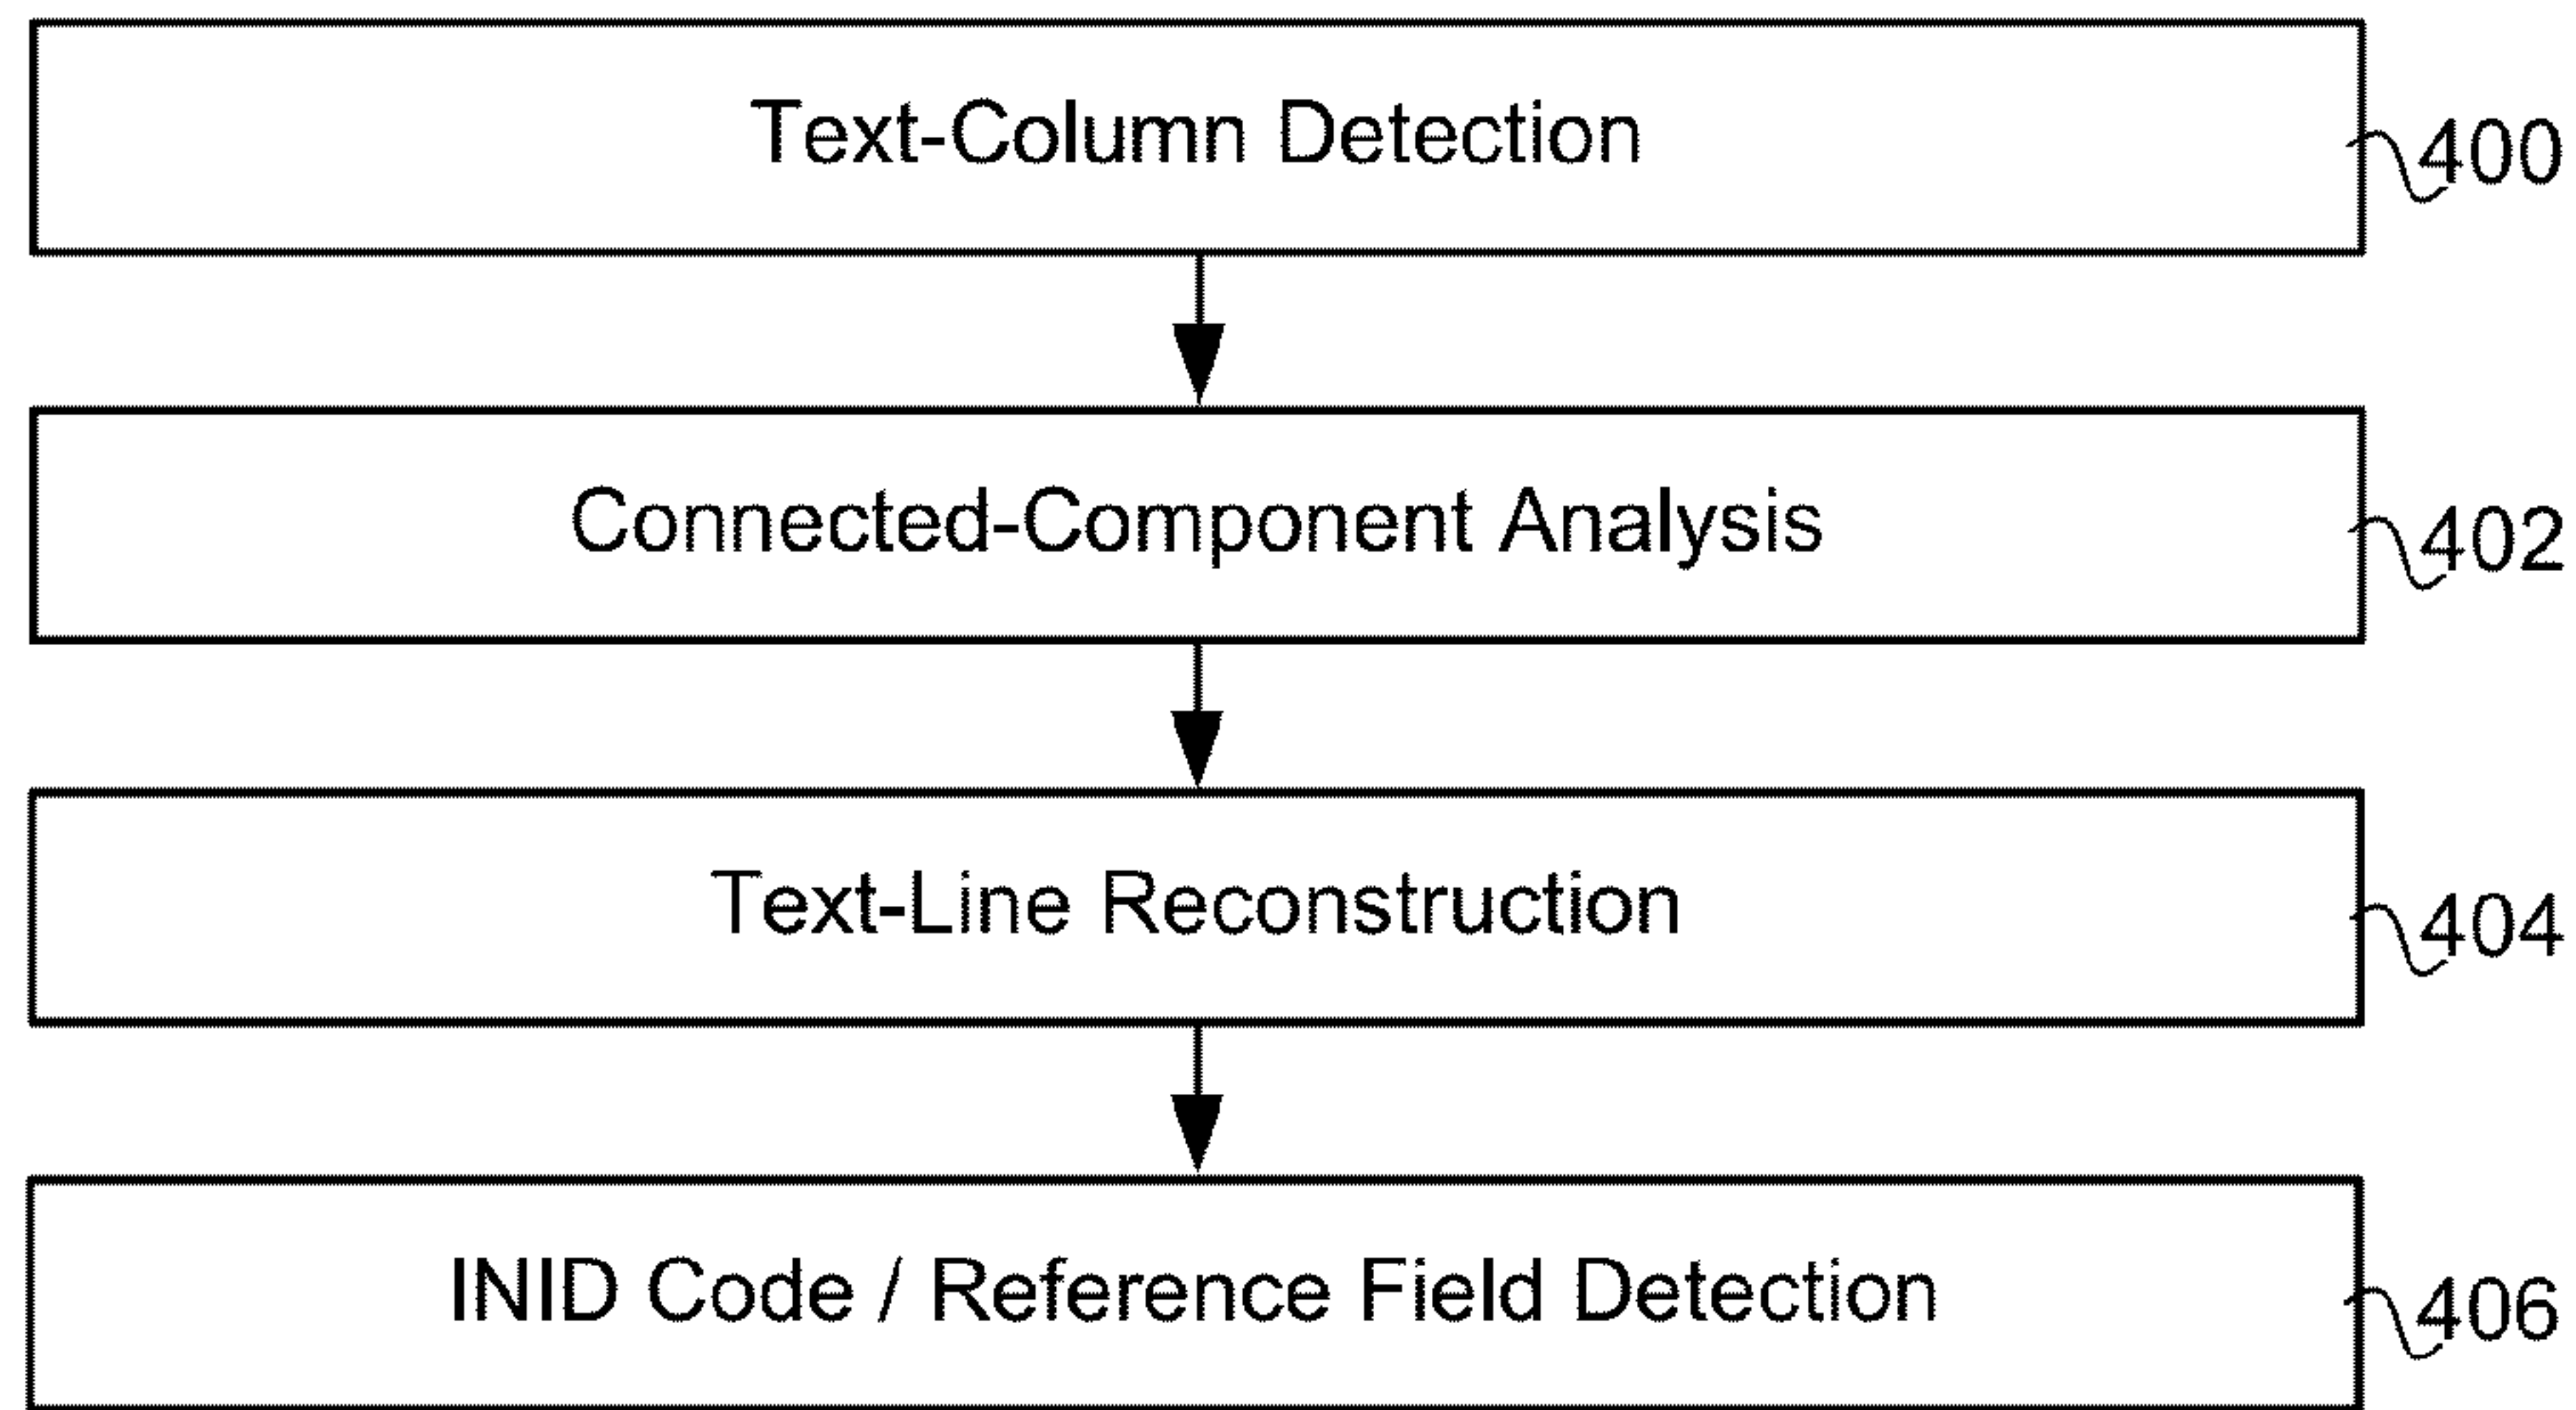 Text-Column Detection
400
Connected-Component Analysis
402
Text-Line Reconstruction
404
INID Code / Reference Field Detection
406